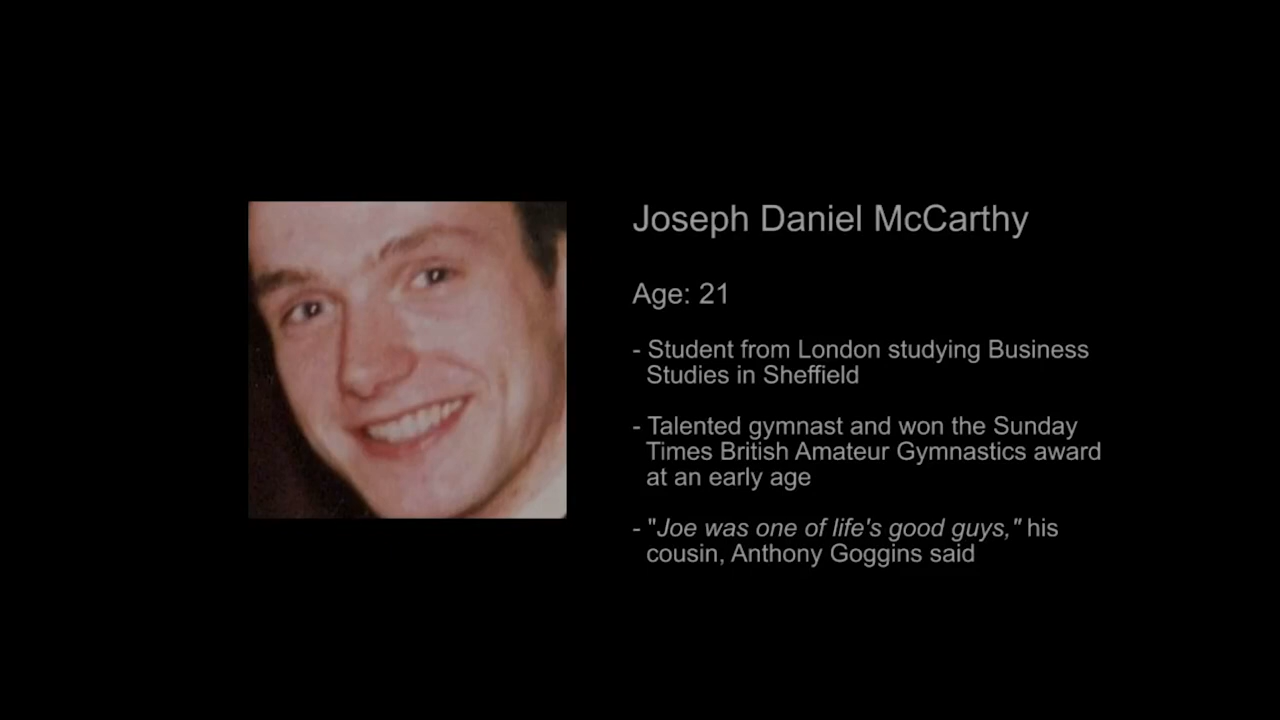 Joseph Daniel McCarthy
Age: 21
- Student from London studying Business
Studies in Sheffield
- Talented gymnast and won the Sunday
Times British Amateur Gymnastics award
at an early age
- "Joe was one of life's good guys," his
cousin, Anthony Goggins said